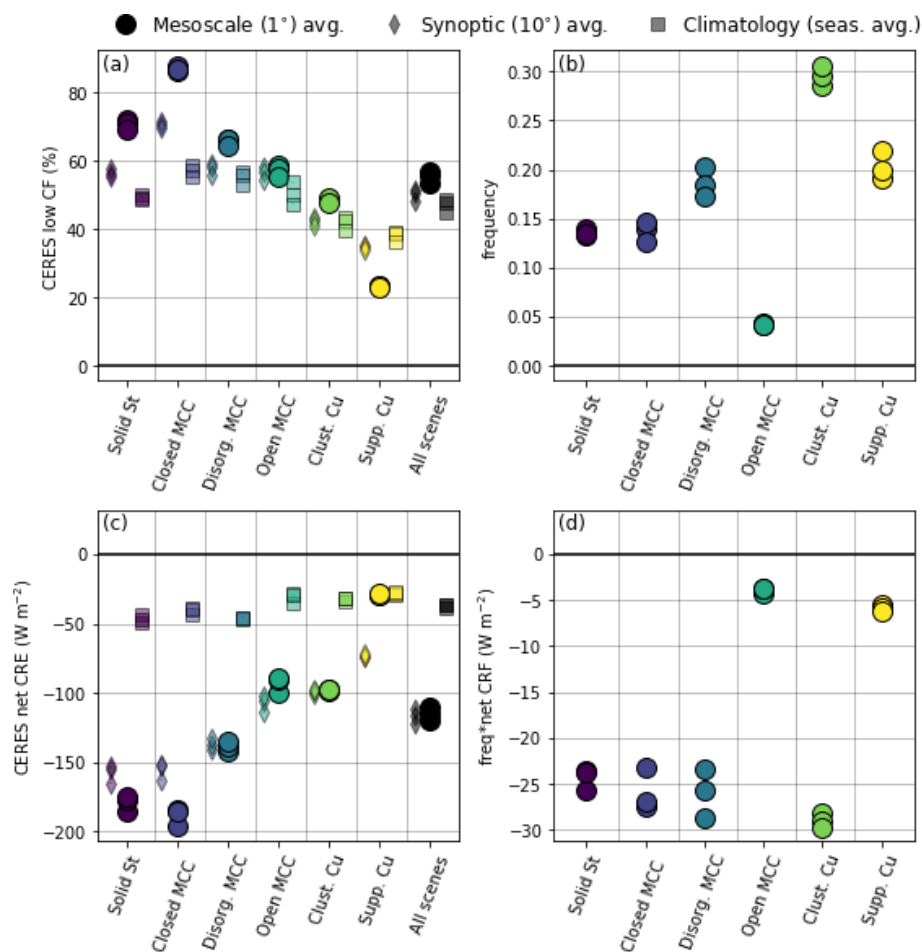 Mesoscale (1°) avg. Synoptic (10°) avg. Climatology (seas. avg.)
(a)
CERES low CF (%)
80
60
40
20
0
Solid St
Closed MCC
Disorg. MCC
Open MCC
Clust. Cu
Supp. Cu
All scenes
(b)
frequency
0.30
0.25
0.20
0.15
0.10
0.05
0.00
Solid St
Closed MCC
Disorg. MCC
Open MCC
Clust. Cu
Supp. Cu
(c)
CERES net CRE (W m⁻²)
0
−50
−100
−150
−200
Solid St
Closed MCC
Disorg. MCC
Open MCC
Clust. Cu
Supp. Cu
All scenes
(d)
freq*net CRF (W m⁻²)
0
−5
−10
−15
−20
−25
−30
Solid St
Closed MCC
Disorg. MCC
Open MCC
Clust. Cu
Supp. Cu